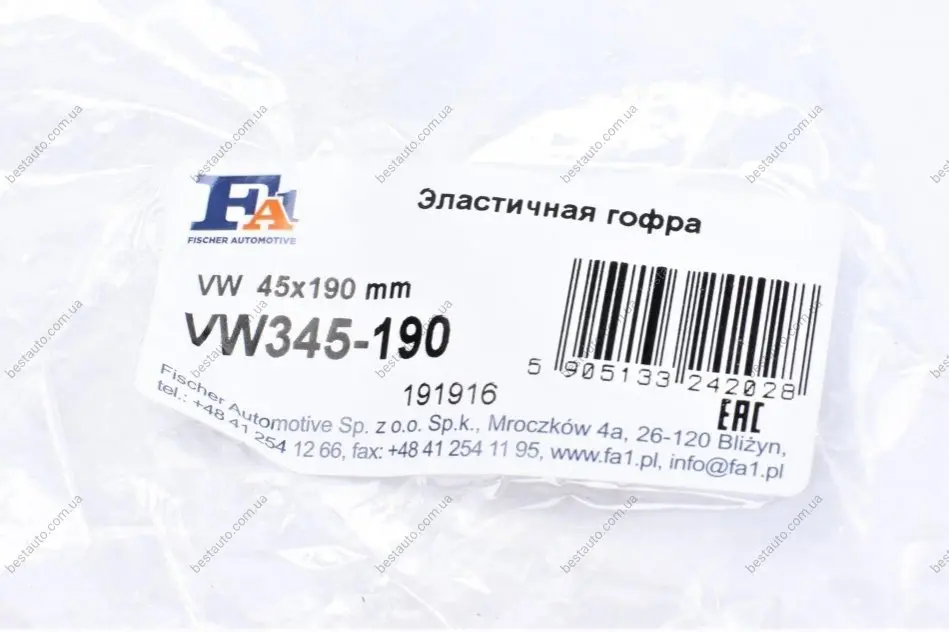 FA1
FISCHER AUTOMOTIVE
Эластичная гофра
VW 45x190 mm
VW345-190
5 905133 242028
191916
EAC
Fischer Automotive Sp. z o.o. Sp.k., Mroczków 4a, 26-120 Bliżyn,
tel.: +48 41 254 12 66, fax: +48 41 254 11 95, www.fa1.pl, info@fa1.pl
bestauto.com.ua